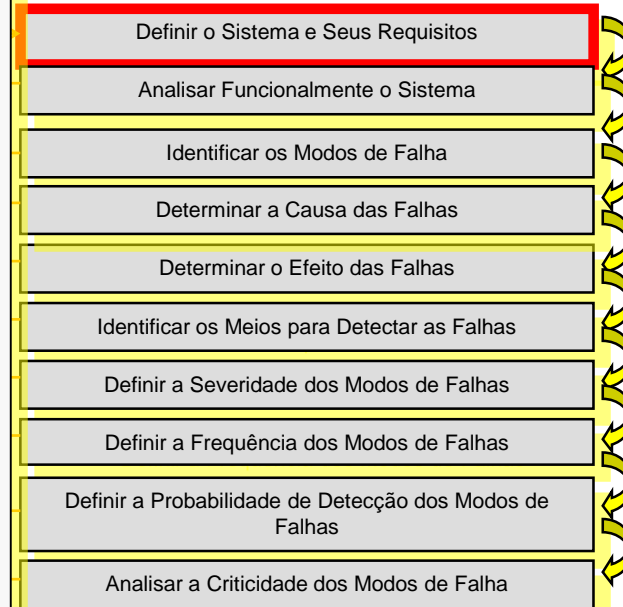 Definir o Sistema e Seus Requisitos
Analisar Funcionalmente o Sistema
Identificar os Modos de Falha
Determinar a Causa das Falhas
Determinar o Efeito das Falhas
Identificar os Meios para Detectar as Falhas
Definir a Severidade dos Modos de Falhas
Definir a Frequência dos Modos de Falhas
Definir a Probabilidade de Detecção dos Modos de
Falhas
Analisar a Criticidade dos Modos de Falha